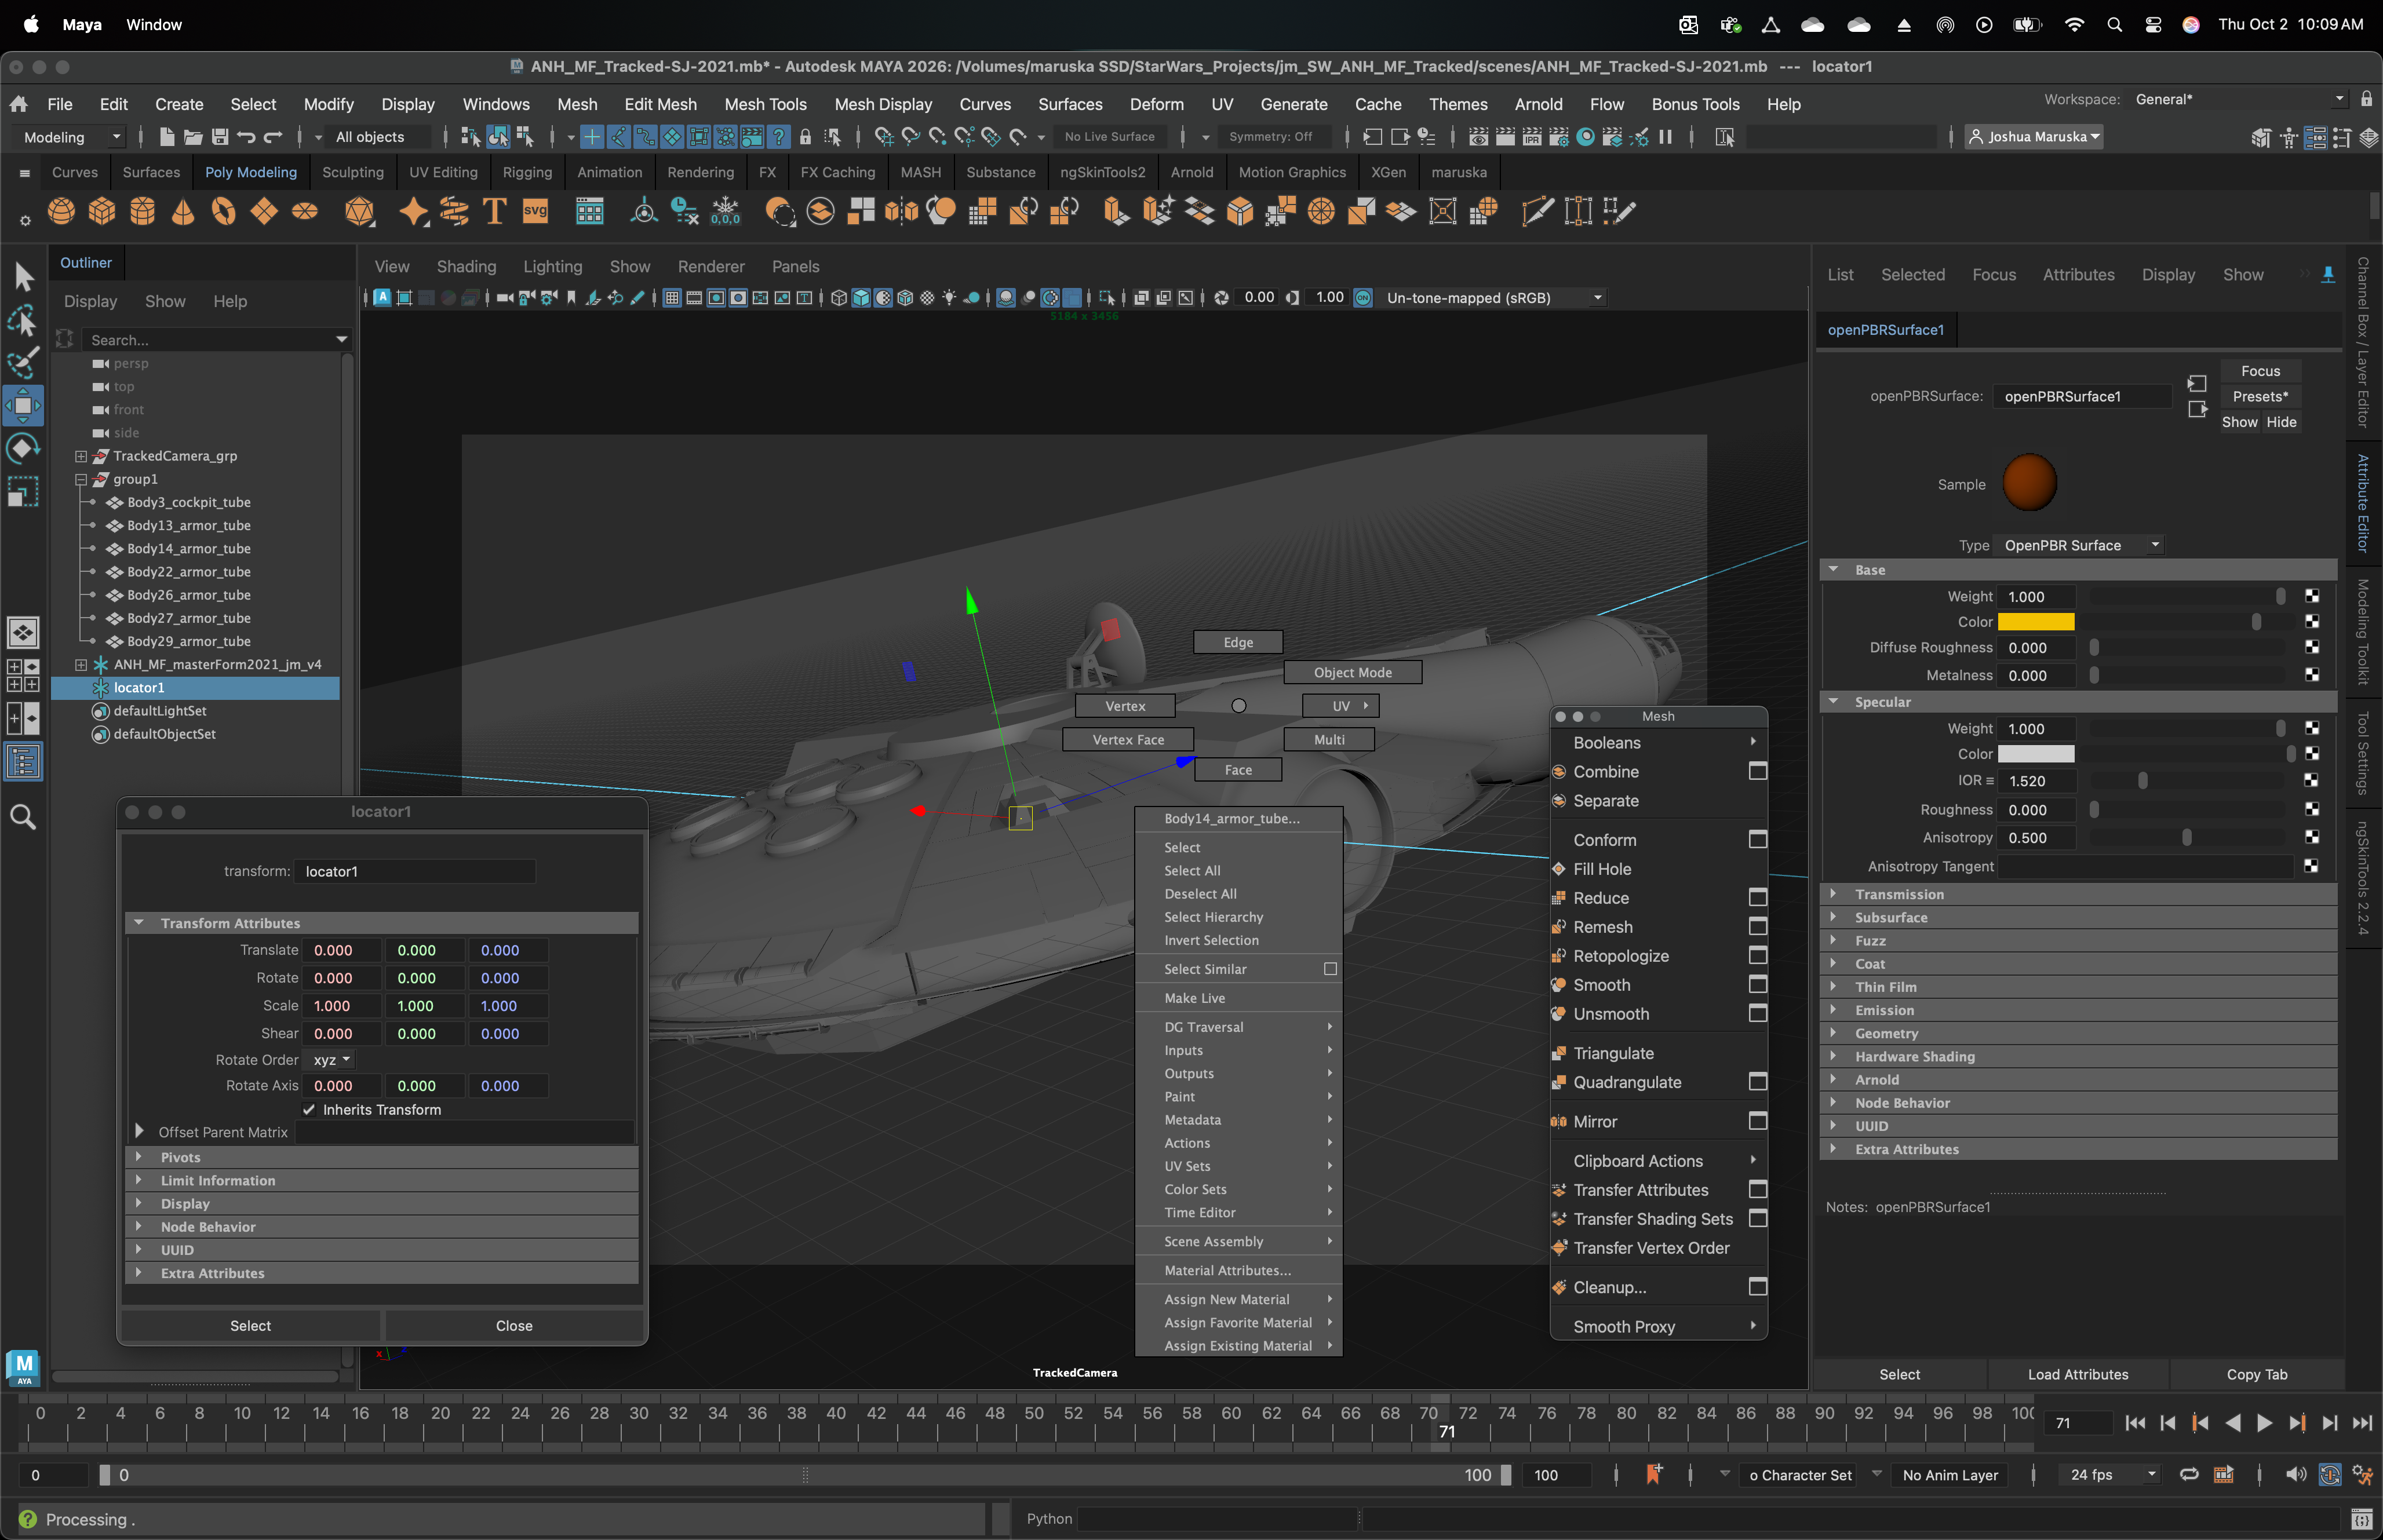 Maya Window Thu Oct 2 10:09 AM
ANH_MF_Tracked-SJ-2021.mb* - Autodesk MAYA 2026: /Volumes/maruska SSD/StarWars_Projects/jm_SW_ANH_MF_Tracked/scenes/ANH_MF_Tracked-SJ-2021.mb --- locator1
File Edit Create Select Modify Display Windows Mesh Edit Mesh Mesh Tools Mesh Display Curves Surfaces Deform UV Generate Cache Themes Arnold Flow Bonus Tools Help Workspace: General*
Modeling All objects No Live Surface Symmetry: Off IPR Joshua Maruska
Curves Surfaces Poly Modeling Sculpting UV Editing Rigging Animation Rendering FX FX Caching MASH Substance ngSkinTools2 Arnold Motion Graphics XGen maruska
T svg 0,0,0
Outliner
Display Show Help
Search...
persp
top
front
side
TrackedCamera_grp
group1
Body3_cockpit_tube
Body13_armor_tube
Body14_armor_tube
Body22_armor_tube
Body26_armor_tube
Body27_armor_tube
Body29_armor_tube
ANH_MF_masterForm2021_jm_v4
locator1
defaultLightSet
defaultObjectSet
View Shading Lighting Show Renderer Panels
0.00 1.00 ON Un-tone-mapped (sRGB)
5184 x 3456
Edge
Object Mode
Vertex
UV
Vertex Face
Multi
Face
locator1
transform: locator1
Transform Attributes
Translate 0.000 0.000 0.000
Rotate 0.000 0.000 0.000
Scale 1.000 1.000 1.000
Shear 0.000 0.000 0.000
Rotate Order xyz
Rotate Axis 0.000 0.000 0.000
Inherits Transform
Offset Parent Matrix
Pivots
Limit Information
Display
Node Behavior
UUID
Extra Attributes
Select Close
Body14_armor_tube...
Select
Select All
Deselect All
Select Hierarchy
Invert Selection
Select Similar
Make Live
DG Traversal
Inputs
Outputs
Paint
Metadata
Actions
UV Sets
Color Sets
Time Editor
Scene Assembly
Material Attributes...
Assign New Material
Assign Favorite Material
Assign Existing Material
TrackedCamera
Mesh
Booleans
Combine
Separate
Conform
Fill Hole
Reduce
Remesh
Retopologize
Smooth
Unsmooth
Triangulate
Quadrangulate
Mirror
Clipboard Actions
Transfer Attributes
Transfer Shading Sets
Transfer Vertex Order
Cleanup...
Smooth Proxy
List Selected Focus Attributes Display Show
openPBRSurface1
openPBRSurface: openPBRSurface1
Focus
Presets*
Show Hide
Sample
Type OpenPBR Surface
Base
Weight 1.000
Color
Diffuse Roughness 0.000
Metalness 0.000
Specular
Weight 1.000
Color
IOR 1.520
Roughness 0.000
Anisotropy 0.500
Anisotropy Tangent
Transmission
Subsurface
Fuzz
Coat
Thin Film
Emission
Geometry
Hardware Shading
Arnold
Node Behavior
UUID
Extra Attributes
Notes: openPBRSurface1
Select Load Attributes Copy Tab
Channel Box / Layer Editor
Attribute Editor
Modeling Toolkit
Tool Settings
ngSkinTools 2.2.4
M
AYA
0 2 4 6 8 10 12 14 16 18 20 22 24 26 28 30 32 34 36 38 40 42 44 46 48 50 52 54 56 58 60 62 64 66 68 70 72 74 76 78 80 82 84 86 88 90 92 94 96 98 100
71 71
0 0 100 100 o Character Set No Anim Layer 24 fps
Processing . Python